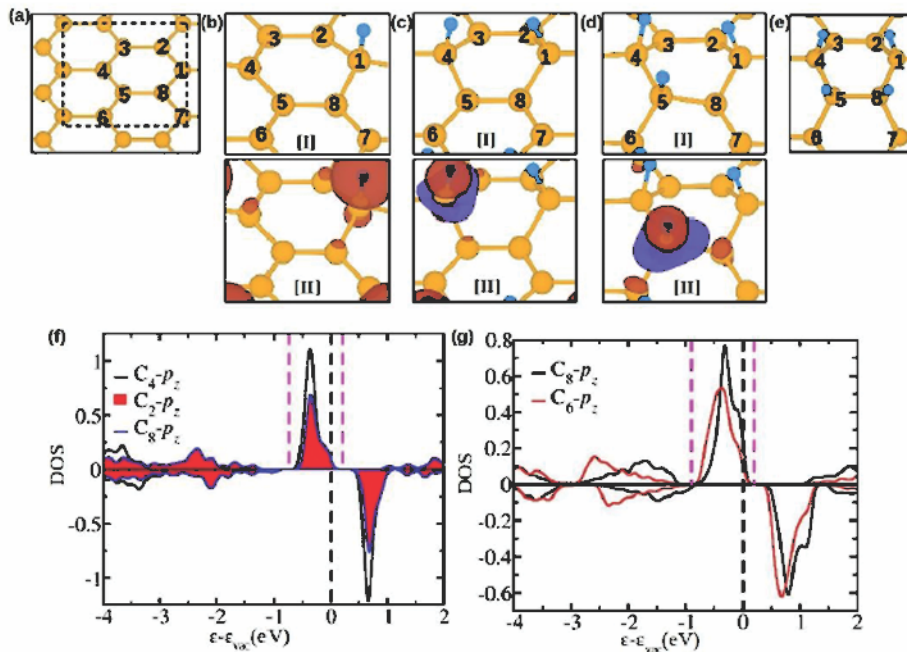 (a) (b) (c) (d) (e)
3 2
4 1
5 8
6 7
3 2
1
4
5 8
6 7
[I]
3 2
4 1
5 8
6 7
[I]
3 2
4 1
5 8
6 7
[I]
3 2
4 1
5 8
6 7
[II]
[II]
[II]
(f)
C4-pz
C2-pz
C8-pz
DOS
1
0.5
0
-0.5
-1
-4 -3 -2 -1 0 1 2
ε-εvac(eV)
(g)
C8-pz
C6-pz
DOS
0.8
0.6
0.4
0.2
0
-0.2
-0.4
-0.6
-4 -3 -2 -1 0 1 2
ε-εvac(eV)